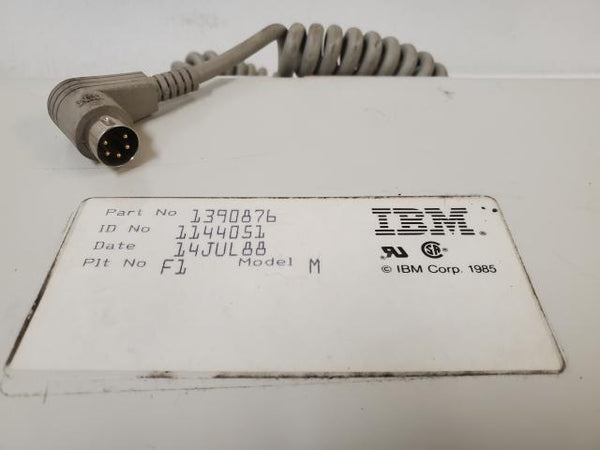 Part No 1390876
ID No 1144051
Date 14JUL88
Plt No F1 Model M
IBM.
© IBM Corp. 1985